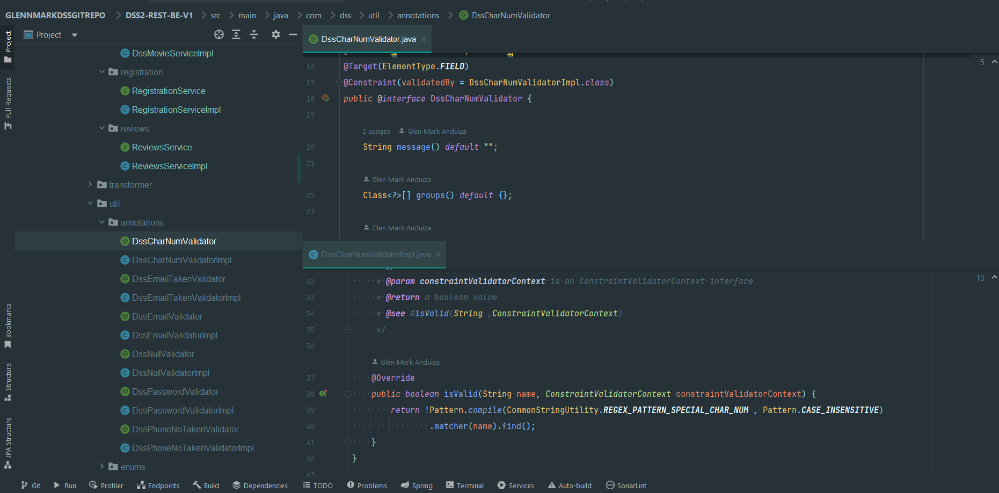 GLENNMARKDSSGITREPO DSS2-REST-BE-V1 src main java com dss util annotations DssCharNumValidator
Project
Pull Requests
Bookmarks
Structure
JPA Structure
Project
DssMovieServiceImpl
registration
RegistrationService
RegistrationServiceImpl
reviews
ReviewsService
ReviewsServiceImpl
transformer
util
annotations
DssCharNumValidator
DssCharNumValidatorImpl
DssEmailTakenValidator
DssEmailTakenValidatorImpl
DssEmailValidator
DssEmailValidatorImpl
DssNullValidator
DssNullValidatorImpl
DssPasswordValidator
DssPasswordValidatorImpl
DssPhoneNoTakenValidator
DssPhoneNoTakenValidatorImpl
enums
DssCharNumValidator.java
5
16 @Target(ElementType.FIELD)
17 @Constraint(validatedBy = DssCharNumValidatorImpl.class)
18 public @interface DssCharNumValidator {
19
2 usages Glen Mark Anduiza
20 String message() default "";
21
Glen Mark Anduiza
22 Class<?>[] groups() default {};
23
Glen Mark Anduiza
DssCharNumValidatorImpl.java
10
32 * @param constraintValidatorContext is an ConstraintValidatorContext interface
33 * @return a boolean value
34 * @see #isValid(String ,ConstraintValidatorContext)
35 */
36
Glen Mark Anduiza
37 @Override
38 public boolean isValid(String name, ConstraintValidatorContext constraintValidatorContext) {
39 return !Pattern.compile(CommonStringUtility.REGEX_PATTERN_SPECIAL_CHAR_NUM , Pattern.CASE_INSENSITIVE)
40 .matcher(name).find();
41 }
42 }
43
Git Run Profiler Endpoints Build Dependencies TODO Problems Spring Terminal Services Auto-build SonarLint